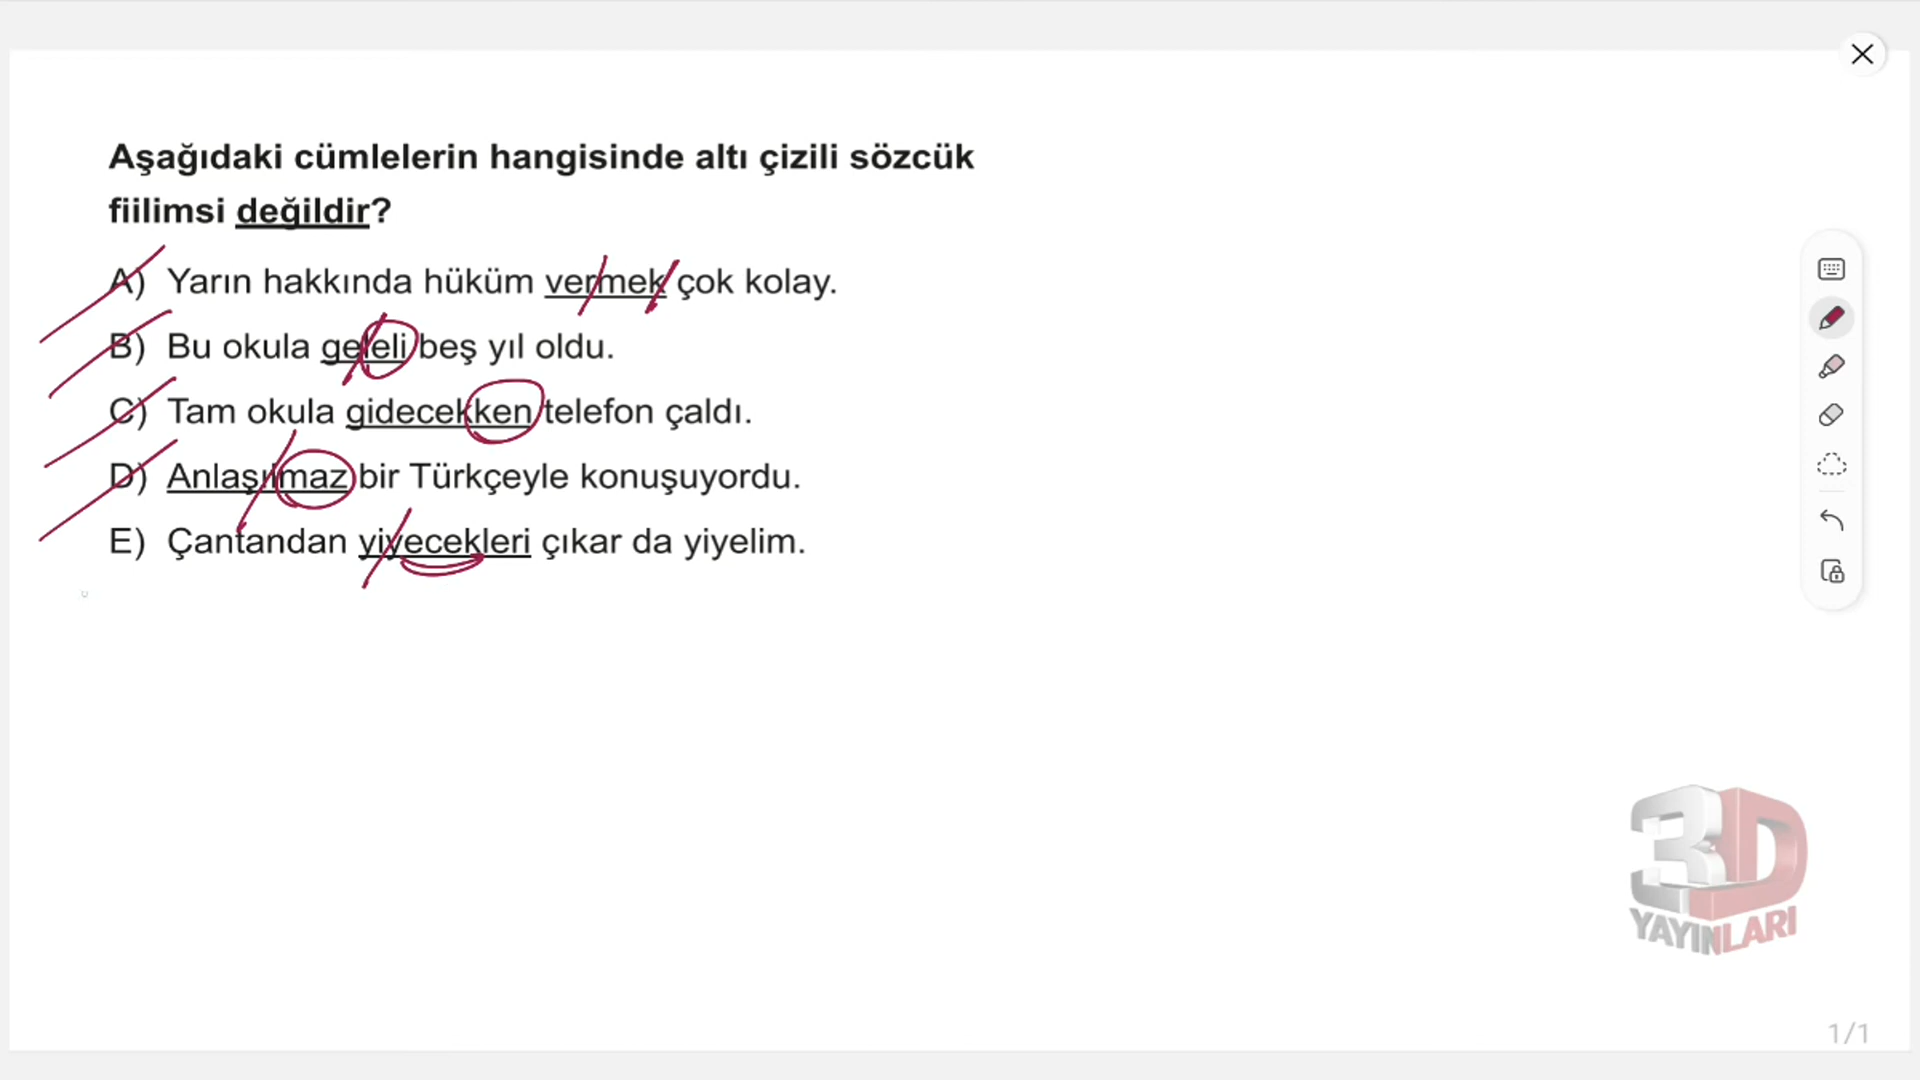 Aşağıdaki cümlelerin hangisinde altı çizili sözcük
fiilimsi değildir?
A) Yarın hakkında hüküm vermek çok kolay.
B) Bu okula geleli beş yıl oldu.
C) Tam okula gidecekken telefon çaldı.
D) Anlaşılmaz bir Türkçeyle konuşuyordu.
E) Çantandan yiyecekleri çıkar da yiyelim.
3D
YAYINLARI
1/1